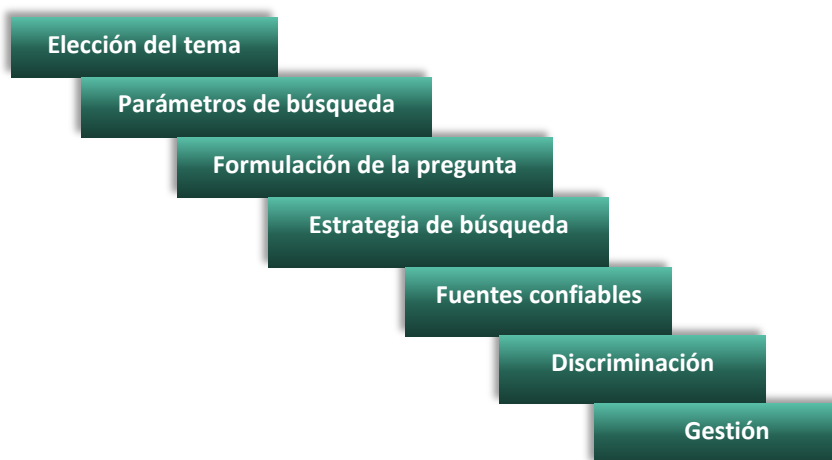 Elección del tema
Parámetros de búsqueda
Formulación de la pregunta
Estrategia de búsqueda
Fuentes confiables
Discriminación
Gestión